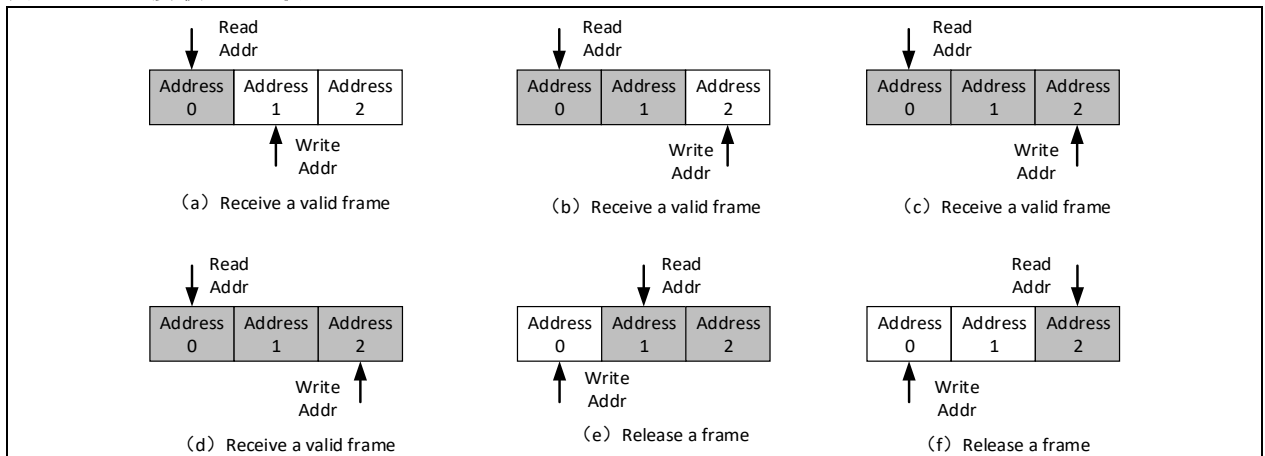 Read
Addr
Address 0
Address 1
Address 2
Write
Addr
（a）Receive a valid frame
Read
Addr
Address 0
Address 1
Address 2
Write
Addr
（b）Receive a valid frame
Read
Addr
Address 0
Address 1
Address 2
Write
Addr
（c）Receive a valid frame
Read
Addr
Address 0
Address 1
Address 2
Write
Addr
（d）Receive a valid frame
Read
Addr
Address 0
Address 1
Address 2
Write
Addr
（e）Release a frame
Read
Addr
Address 0
Address 1
Address 2
Write
Addr
（f）Release a frame